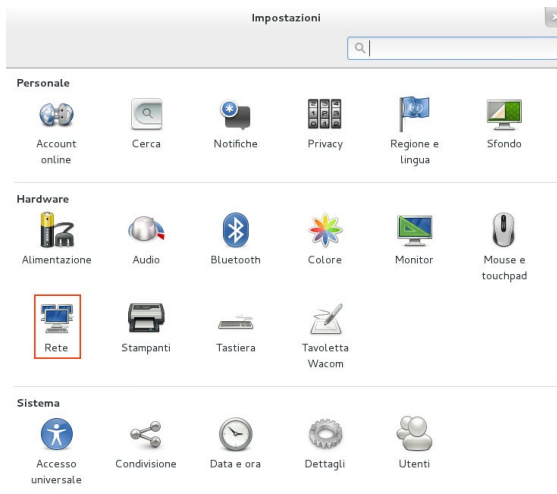 Impostazioni
Personale
Account online
Cerca
Notifiche
Privacy
Regione e lingua
Sfondo
Hardware
Alimentazione
Audio
Bluetooth
Colore
Monitor
Mouse e touchpad
Rete
Stampanti
Tastiera
Tavoletta Wacom
Sistema
Accesso universale
Condivisione
Data e ora
Dettagli
Utenti